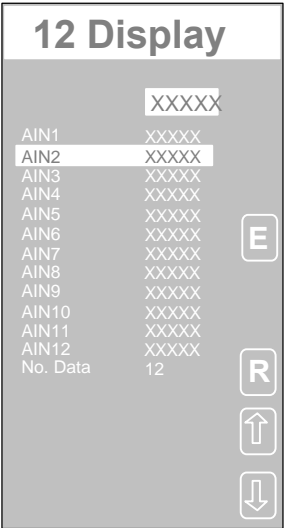 12 Display
XXXXX
AIN1 XXXXX
AIN2 XXXXX
AIN3 XXXXX
AIN4 XXXXX
AIN5 XXXXX
AIN6 XXXXX
E
AIN7 XXXXX
AIN8 XXXXX
AIN9 XXXXX
AIN10 XXXXX
AIN11 XXXXX
AIN12 XXXXX
No. Data 12
R